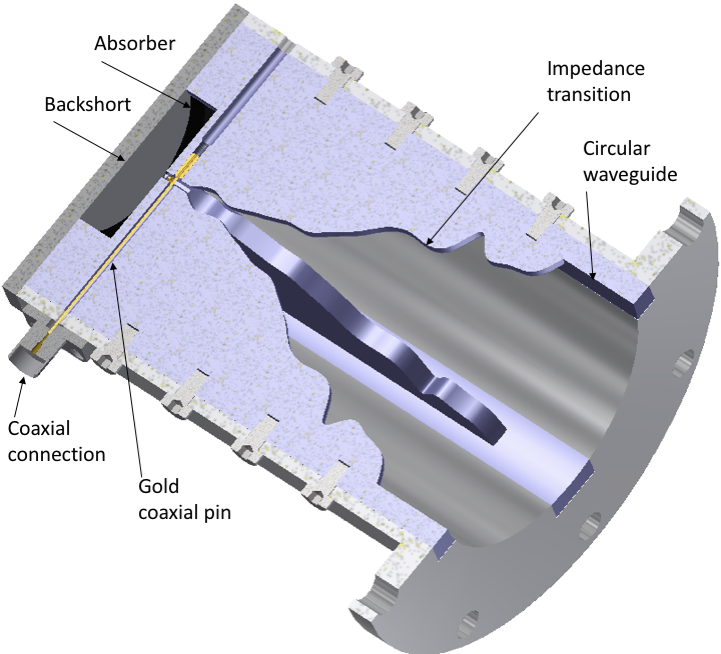 Absorber
Backshort
Impedance
transition
Circular
waveguide
Coaxial
connection
Gold
coaxial pin